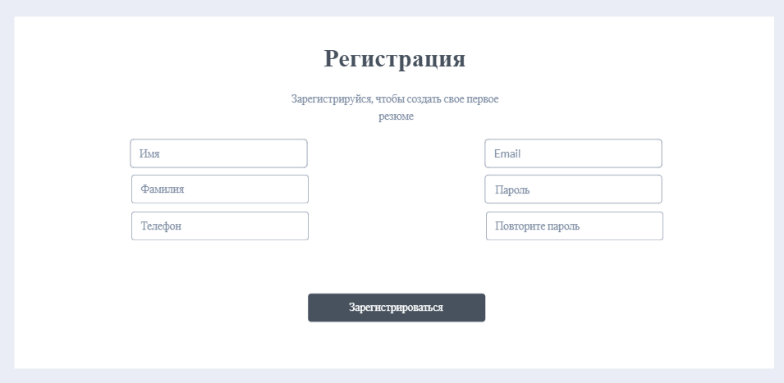 Регистрация
Зарегистрируйся, чтобы создать свое первое
резюме
Имя
Email
Фамилия
Пароль
Телефон
Повторите пароль
Зарегистрироваться